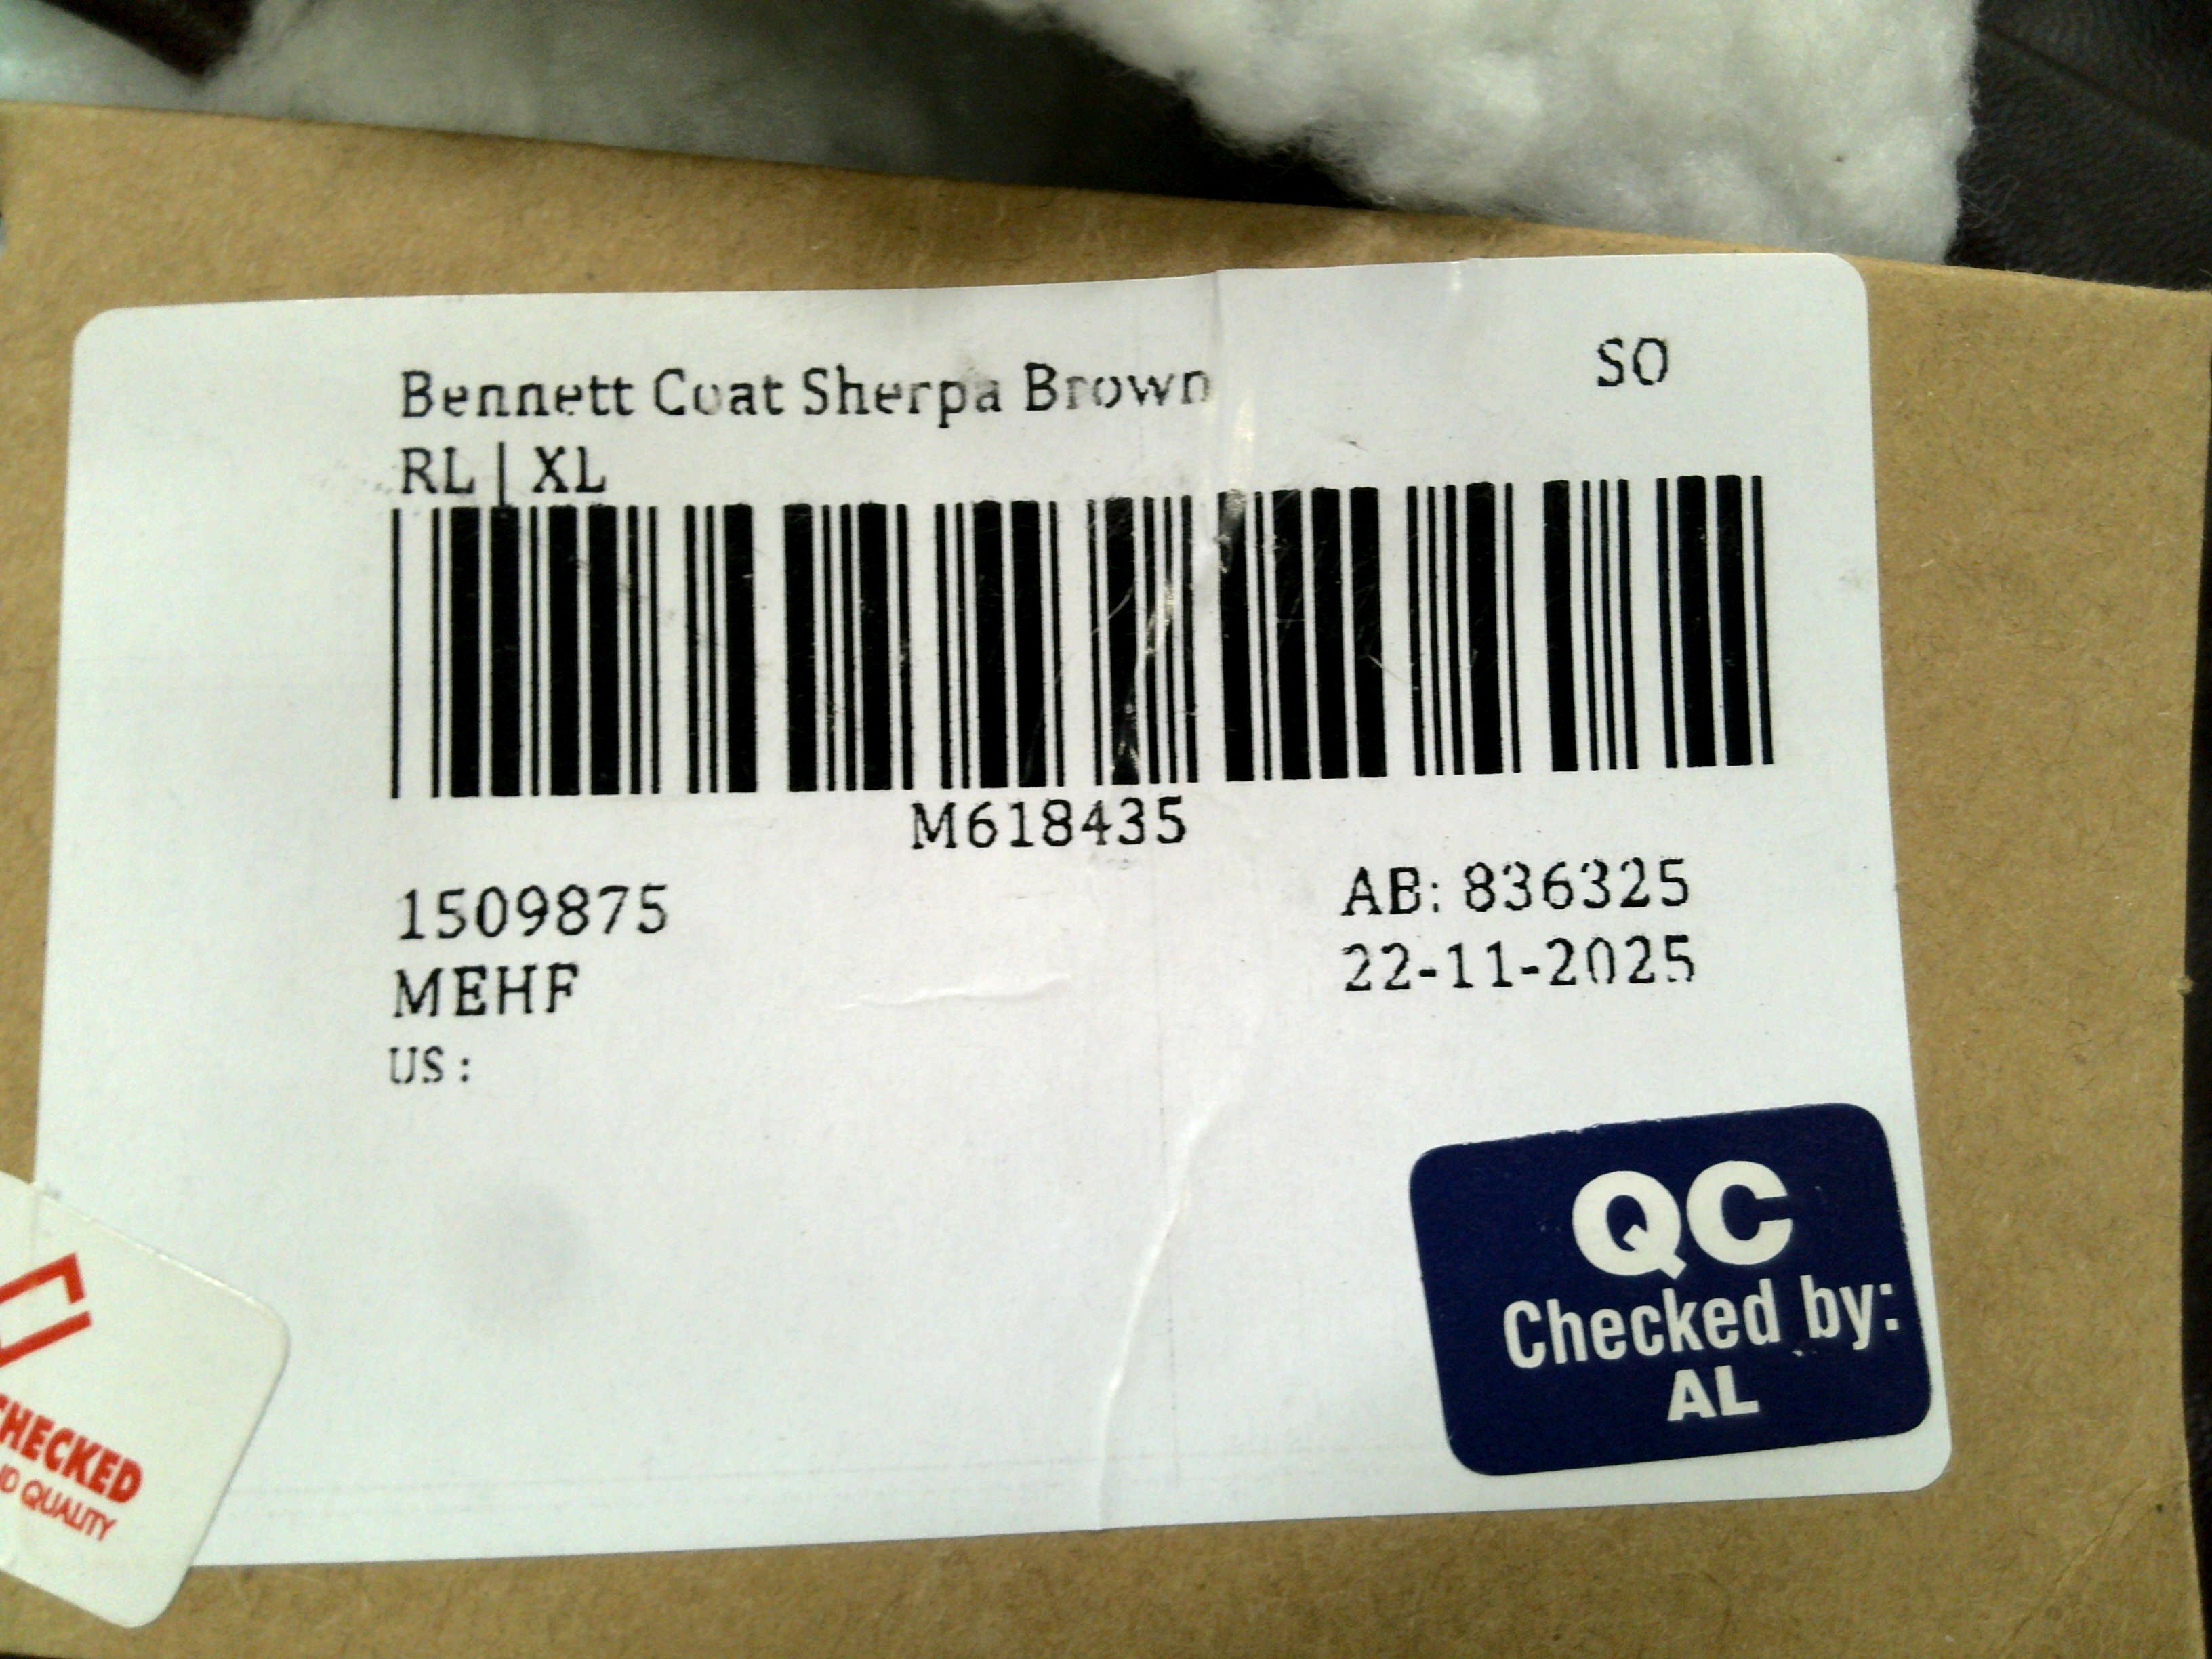 Bennett Coat Sherpa Brown
SO
RL | XL
M618435
1509875
AB: 836325
MEHF
22-11-2025
US :
QC
Checked by:
AL
CHECKED
QUALITY